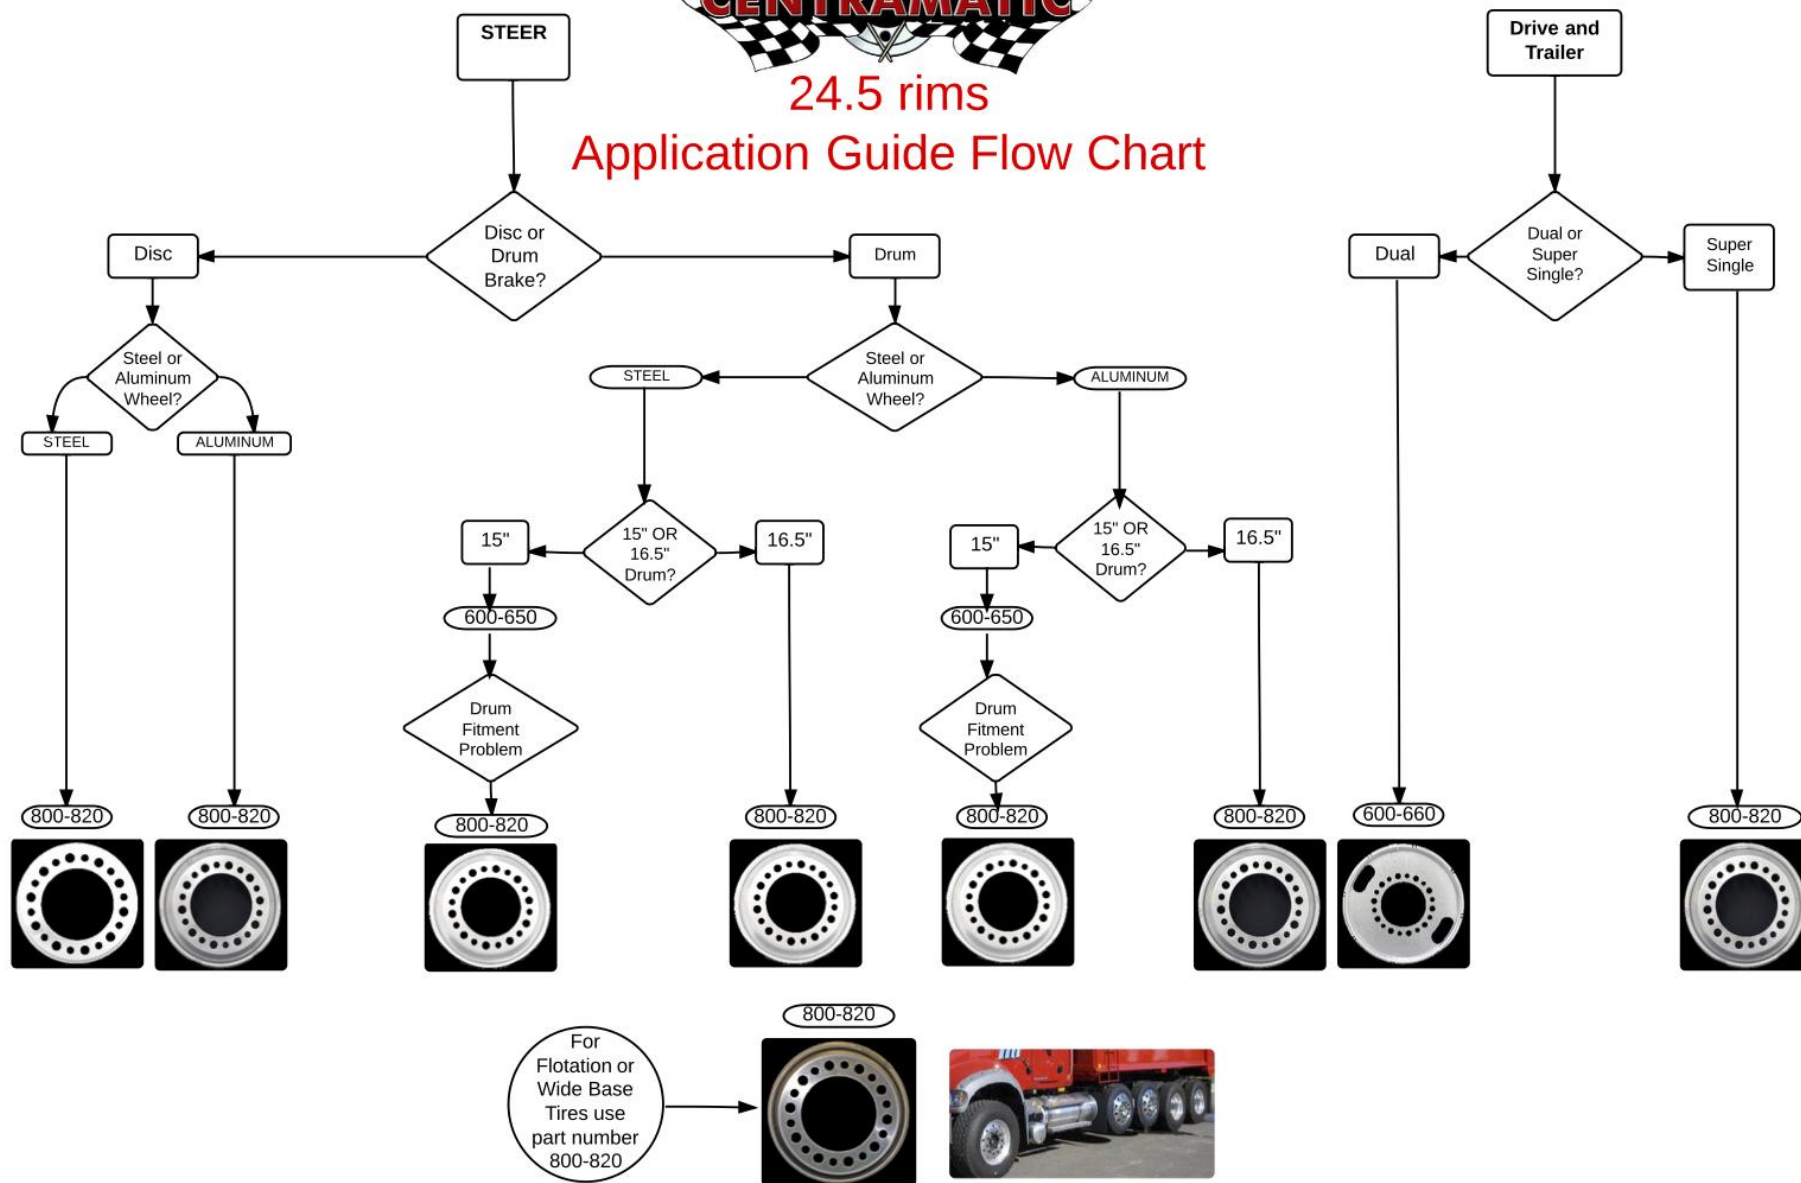 CENTRAMATIC
24.5 rims
Application Guide Flow Chart
STEER
Drive and
Trailer
Disc or
Drum
Brake?
Disc
Drum
Dual or
Super
Single?
Dual
Super
Single
Steel or
Aluminum
Wheel?
STEEL
ALUMINUM
Steel or
Aluminum
Wheel?
STEEL
ALUMINUM
15" OR
16.5"
Drum?
15"
16.5"
600-650
Drum
Fitment
Problem
15" OR
16.5"
Drum?
15"
16.5"
600-650
Drum
Fitment
Problem
800-820
800-820
800-820
800-820
800-820
800-820
600-660
800-820
800-820
For
Flotation or
Wide Base
Tires use
part number
800-820